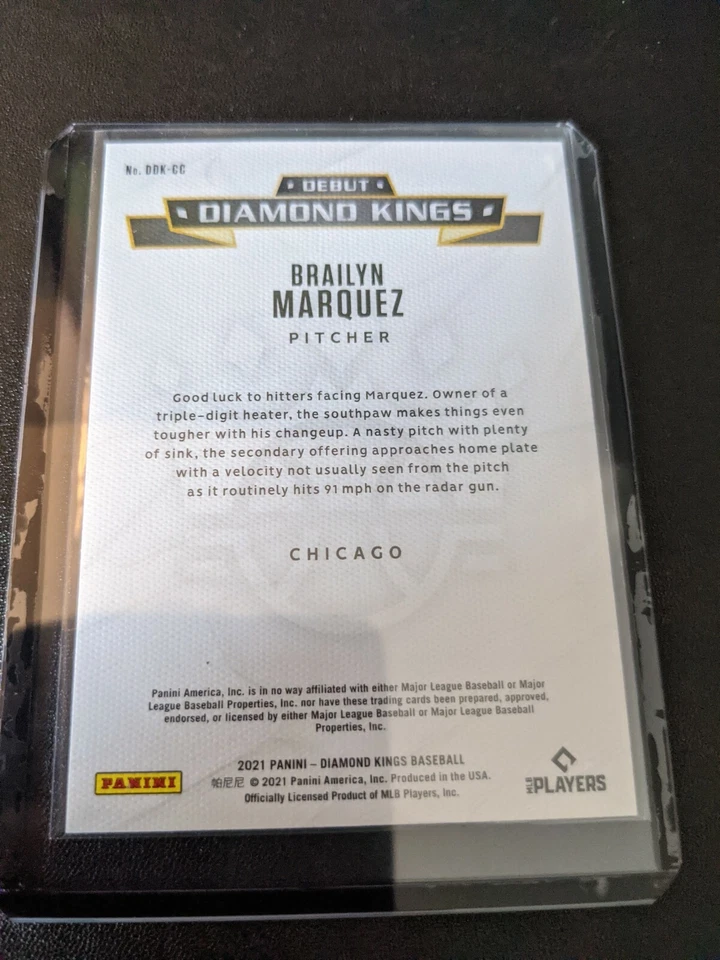 No. DDK-CG
DEBUT
DIAMOND KINGS
BRAILYN
MARQUEZ
PITCHER
Good luck to hitters facing Marquez. Owner of a
triple-digit heater, the southpaw makes things even
tougher with his changeup. A nasty pitch with plenty
of sink, the secondary offering approaches home plate
with a velocity not usually seen from the pitch
as it routinely hits 91 mph on the radar gun.
CHICAGO
Panini America, Inc. is in no way affiliated with either Major League Baseball or Major
League Baseball Properties, Inc. nor have these trading cards been prepared, approved,
endorsed, or licensed by either Major League Baseball or Major League Baseball
Properties, Inc.
2021 PANINI – DIAMOND KINGS BASEBALL
帕尼尼 © 2021 Panini America, Inc. Produced in the USA.
Officially Licensed Product of MLB Players, Inc.
PANINI
MLB PLAYERS